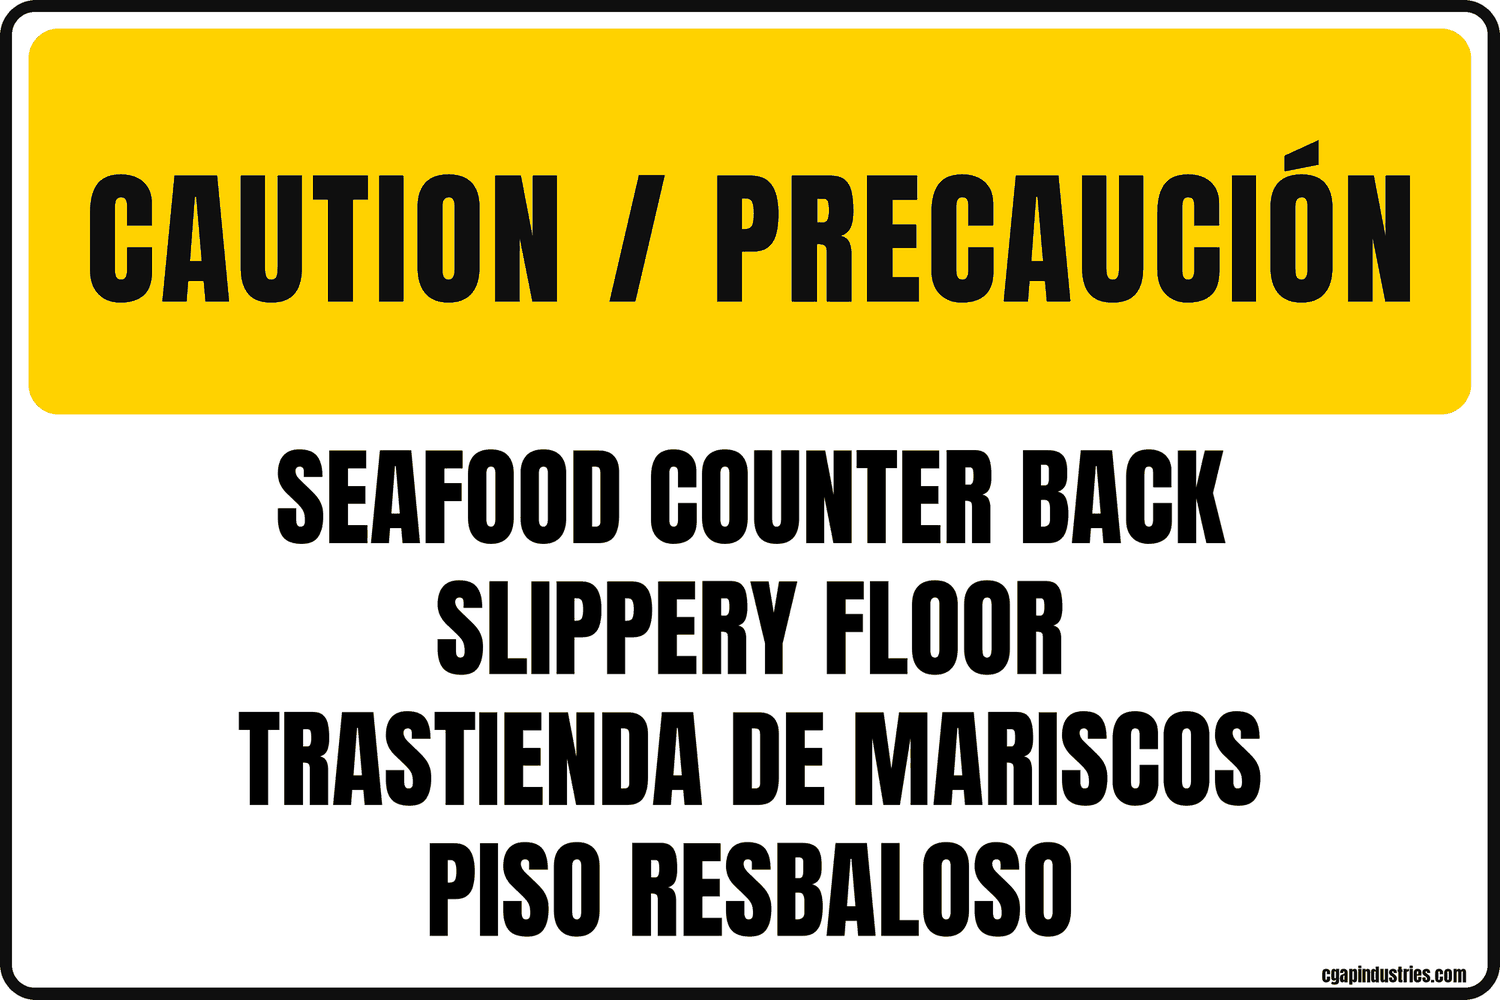 CAUTION / PRECAUCIÓN
SEAFOOD COUNTER BACK
SLIPPERY FLOOR
TRASTIENDA DE MARISCOS
PISO RESBALOSO
cgapindustries.com